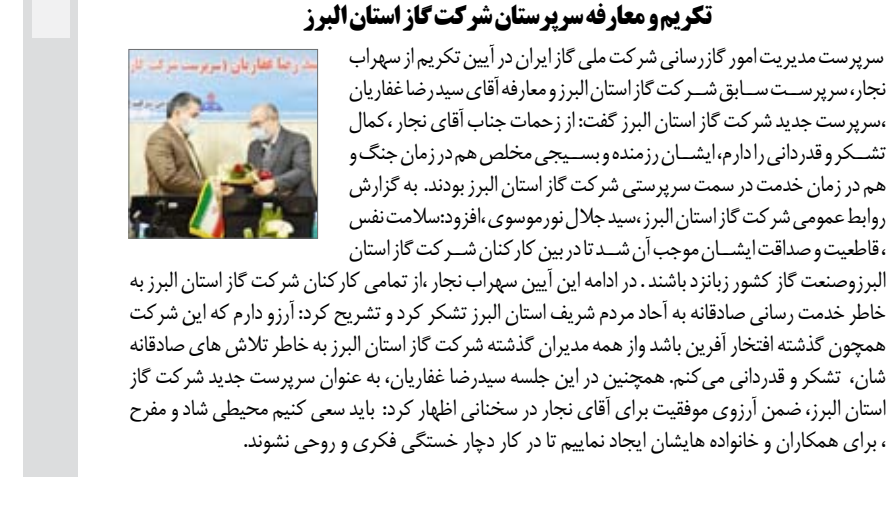 تکریم و معارفه سرپرستان شرکت گاز استان البرز
سید رضا غفاریان (سرپرست شرکت گاز
سرپرست مدیریت امور گازرسانی شرکت ملی گاز ایران در آیین تکریم از سهراب
نجار، سرپرست سابق شرکت گاز استان البرز و معارفه آقای سید رضا غفاریان
،سرپرست جدید شرکت گاز استان البرز گفت: از زحمات جناب آقای نجار ،کمال
تشکر و قدردانی را دارم، ایشان رزمنده و بسیجی مخلص هم در زمان جنگ و
هم در زمان خدمت در سمت سرپرستی شرکت گاز استان البرز بودند. به گزارش
روابط عمومی شرکت گاز استان البرز ،سید جلال نورموسوی ،افزود:سلامت نفس
، قاطعیت و صداقت ایشان موجب آن شد تا در بین کارکنان شرکت گاز استان
البرزوصنعت گاز کشور زبانزد باشند . در ادامه این آیین سهراب نجار ،از تمامی کارکنان شرکت گاز استان البرز به
خاطر خدمت رسانی صادقانه به آحاد مردم شریف استان البرز تشکر کرد و تشریح کرد: آرزو دارم که این شرکت
همچون گذشته افتخار آفرین باشد واز همه مدیران گذشته شرکت گاز استان البرز به خاطر تلاش های صادقانه
شان، تشکر و قدردانی می‌کنم. همچنین در این جلسه سیدرضا غفاریان، به عنوان سرپرست جدید شرکت گاز
استان البرز، ضمن آرزوی موفقیت برای آقای نجار در سخنانی اظهار کرد: باید سعی کنیم محیطی شاد و مفرح
، برای همکاران و خانواده هایشان ایجاد نماییم تا در کار دچار خستگی فکری و روحی نشوند.